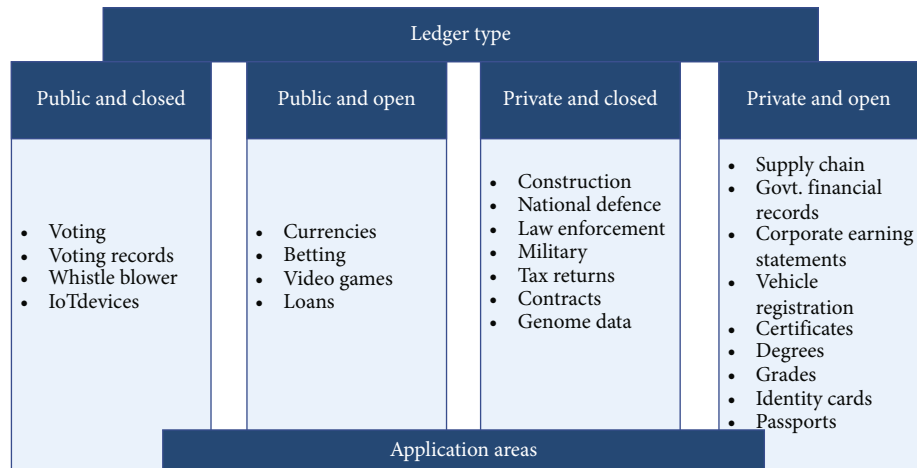 Ledger type
Public and closed
• Voting
• Voting records
• Whistle blower
• IoTdevices
Public and open
• Currencies
• Betting
• Video games
• Loans
Private and closed
• Construction
• National defence
• Law enforcement
• Military
• Tax returns
• Contracts
• Genome data
Private and open
• Supply chain
• Govt. financial
records
• Corporate earning
statements
• Vehicle
registration
• Certificates
• Degrees
• Grades
• Identity cards
• Passports
Application areas